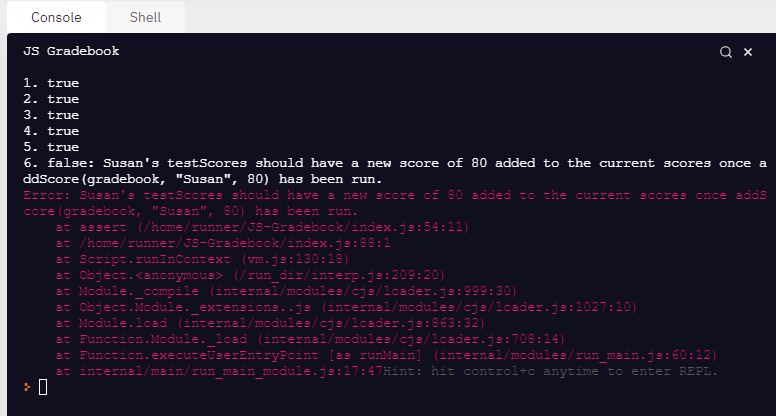 Console Shell
JS Gradebook
1. true
2. true
3. true
4. true
5. true
6. false: Susan's testScores should have a new score of 80 added to the current scores once a
ddScore(gradebook, "Susan", 80) has been run.
Error: Susan's testScores should have a new score of 80 added to the current scores once addS
core(gradebook, "Susan", 80) has been run.
    at assert (/home/runner/JS-Gradebook/index.js:54:11)
    at /home/runner/JS-Gradebook/index.js:88:1
    at Script.runInContext (vm.js:130:18)
    at Object.<anonymous> (/run_dir/interp.js:209:20)
    at Module._compile (internal/modules/cjs/loader.js:999:30)
    at Object.Module._extensions..js (internal/modules/cjs/loader.js:1027:10)
    at Module.load (internal/modules/cjs/loader.js:863:32)
    at Function.Module._load (internal/modules/cjs/loader.js:708:14)
    at Function.executeUserEntryPoint [as runMain] (internal/modules/run_main.js:60:12)
    at internal/main/run_main_module.js:17:47Hint: hit control+c anytime to enter REPL.